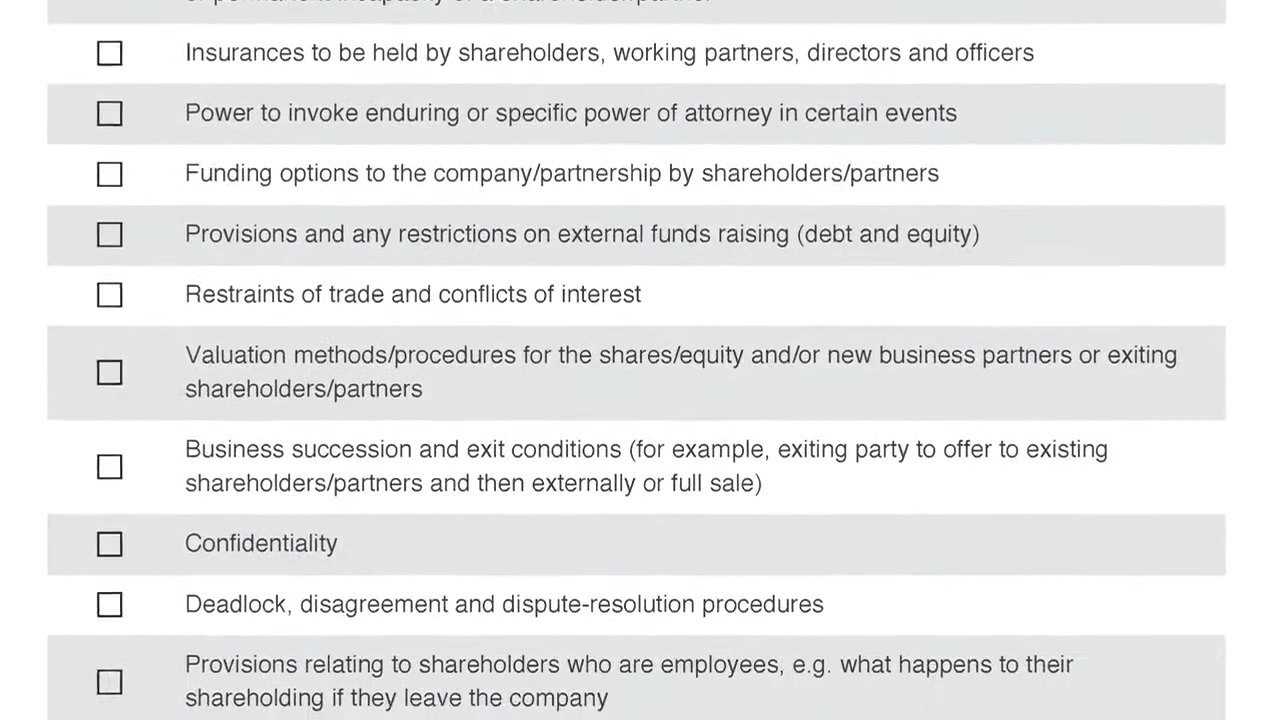 Insurances to be held by shareholders, working partners, directors and officers
Power to invoke enduring or specific power of attorney in certain events
Funding options to the company/partnership by shareholders/partners
Provisions and any restrictions on external funds raising (debt and equity)
Restraints of trade and conflicts of interest
Valuation methods/procedures for the shares/equity and/or new business partners or exiting
shareholders/partners
Business succession and exit conditions (for example, exiting party to offer to existing
shareholders/partners and then externally or full sale)
Confidentiality
Deadlock, disagreement and dispute-resolution procedures
Provisions relating to shareholders who are employees, e.g. what happens to their
shareholding if they leave the company